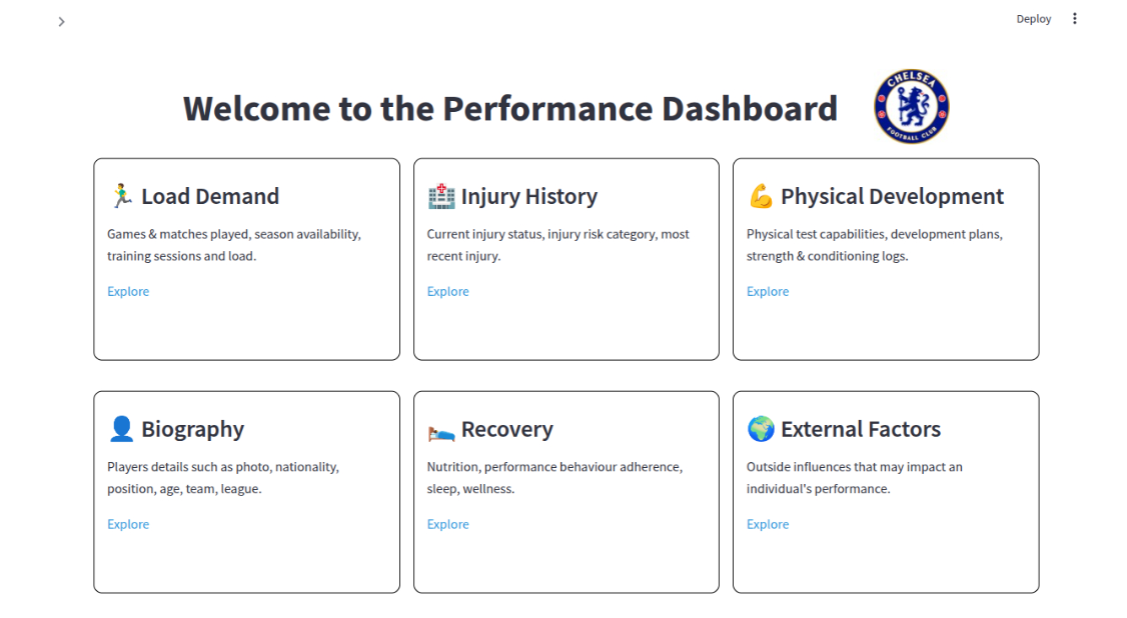 Deploy
CHELSEA
FOOTBALL CLUB
Welcome to the Performance Dashboard
Load Demand
Games & matches played, season availability,
training sessions and load.
Explore
Injury History
Current injury status, injury risk category, most
recent injury.
Explore
Physical Development
Physical test capabilities, development plans,
strength & conditioning logs.
Explore
Biography
Players details such as photo, nationality,
position, age, team, league.
Explore
Recovery
Nutrition, performance behaviour adherence,
sleep, wellness.
Explore
External Factors
Outside influences that may impact an
individual's performance.
Explore